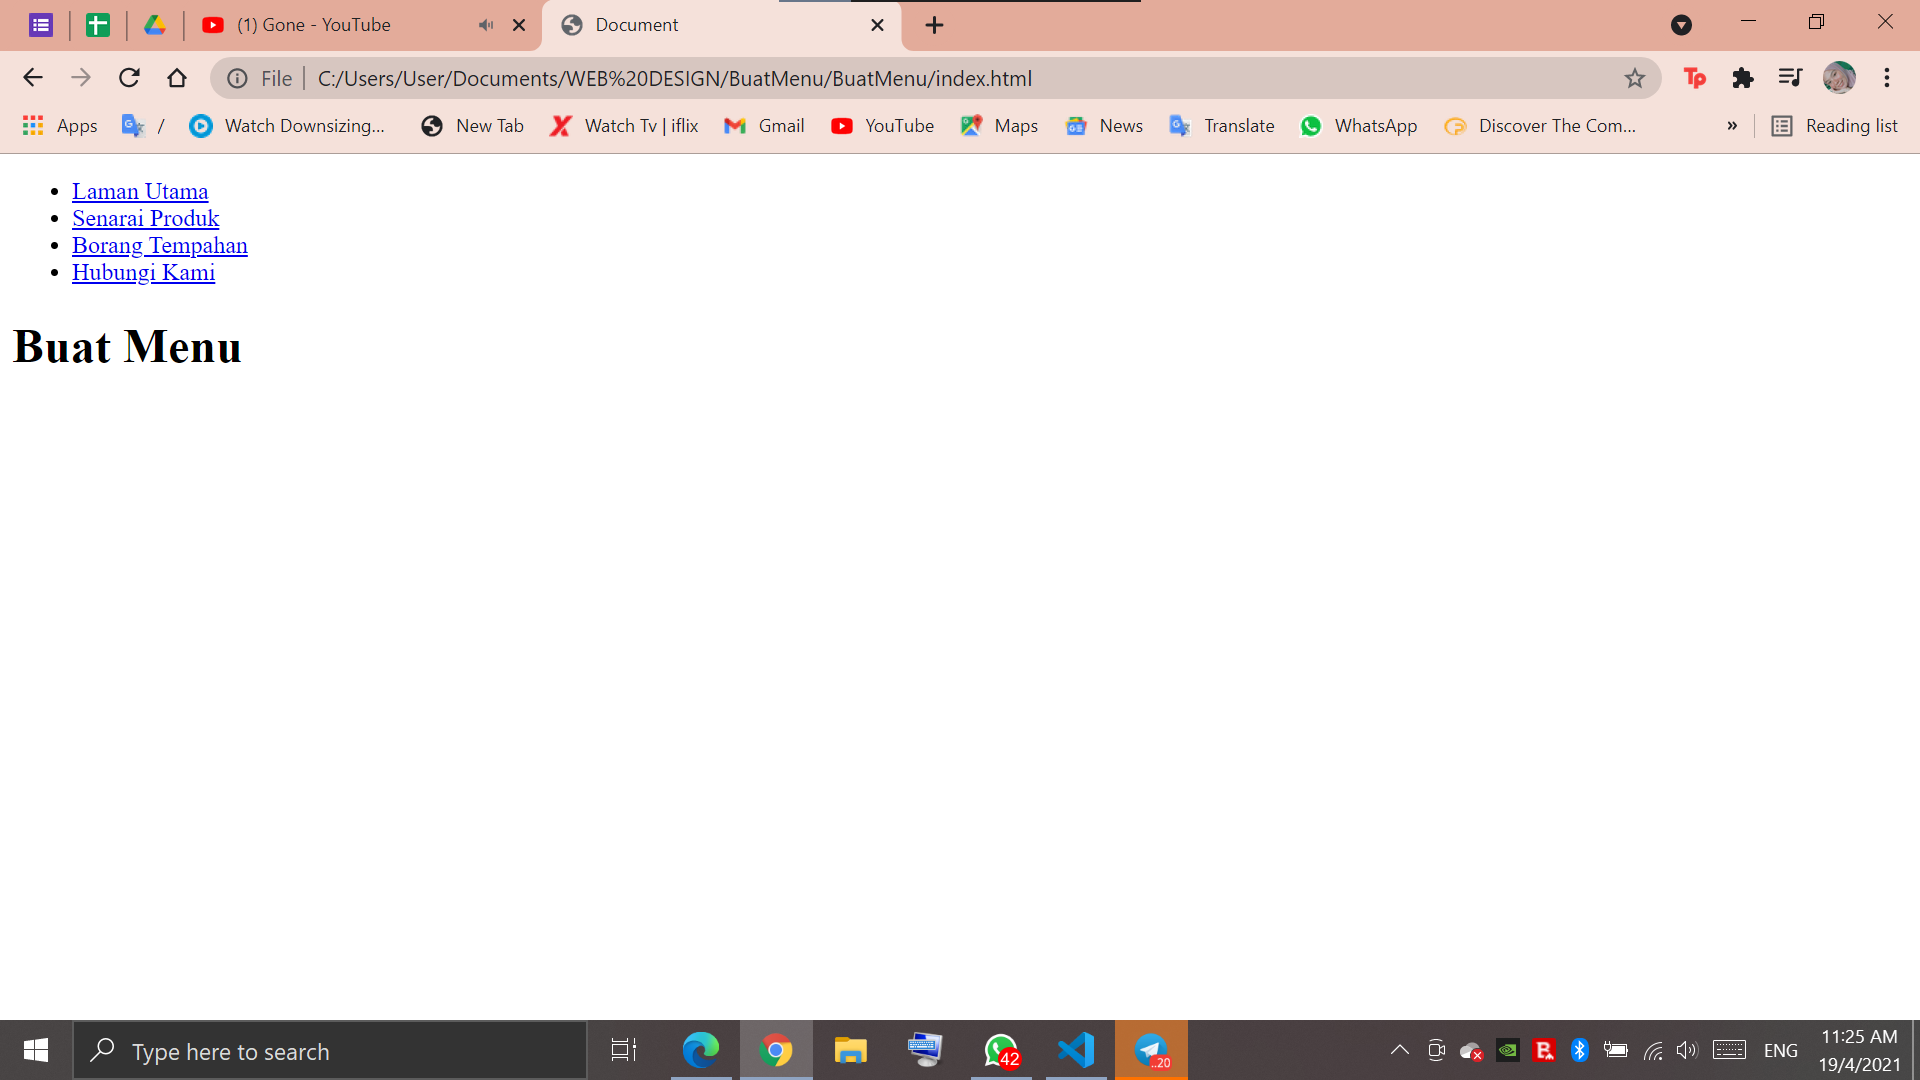 (1) Gone - YouTube
Document
File
C:/Users/User/Documents/WEB%20DESIGN/BuatMenu/BuatMenu/index.html
Tp
Apps
/
Watch Downsizing...
New Tab
Watch Tv | iflix
Gmail
YouTube
Maps
News
Translate
WhatsApp
Discover The Com...
»
Reading list
• Laman Utama
• Senarai Produk
• Borang Tempahan
• Hubungi Kami
Buat Menu
Type here to search
42
..20
ENG
11:25 AM
19/4/2021